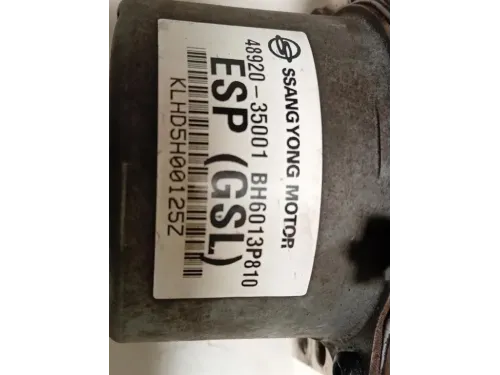 SSANGYONG MOTOR
48920-35001 BH6013P810
ESP (GSL)
KLHD5H00125Z